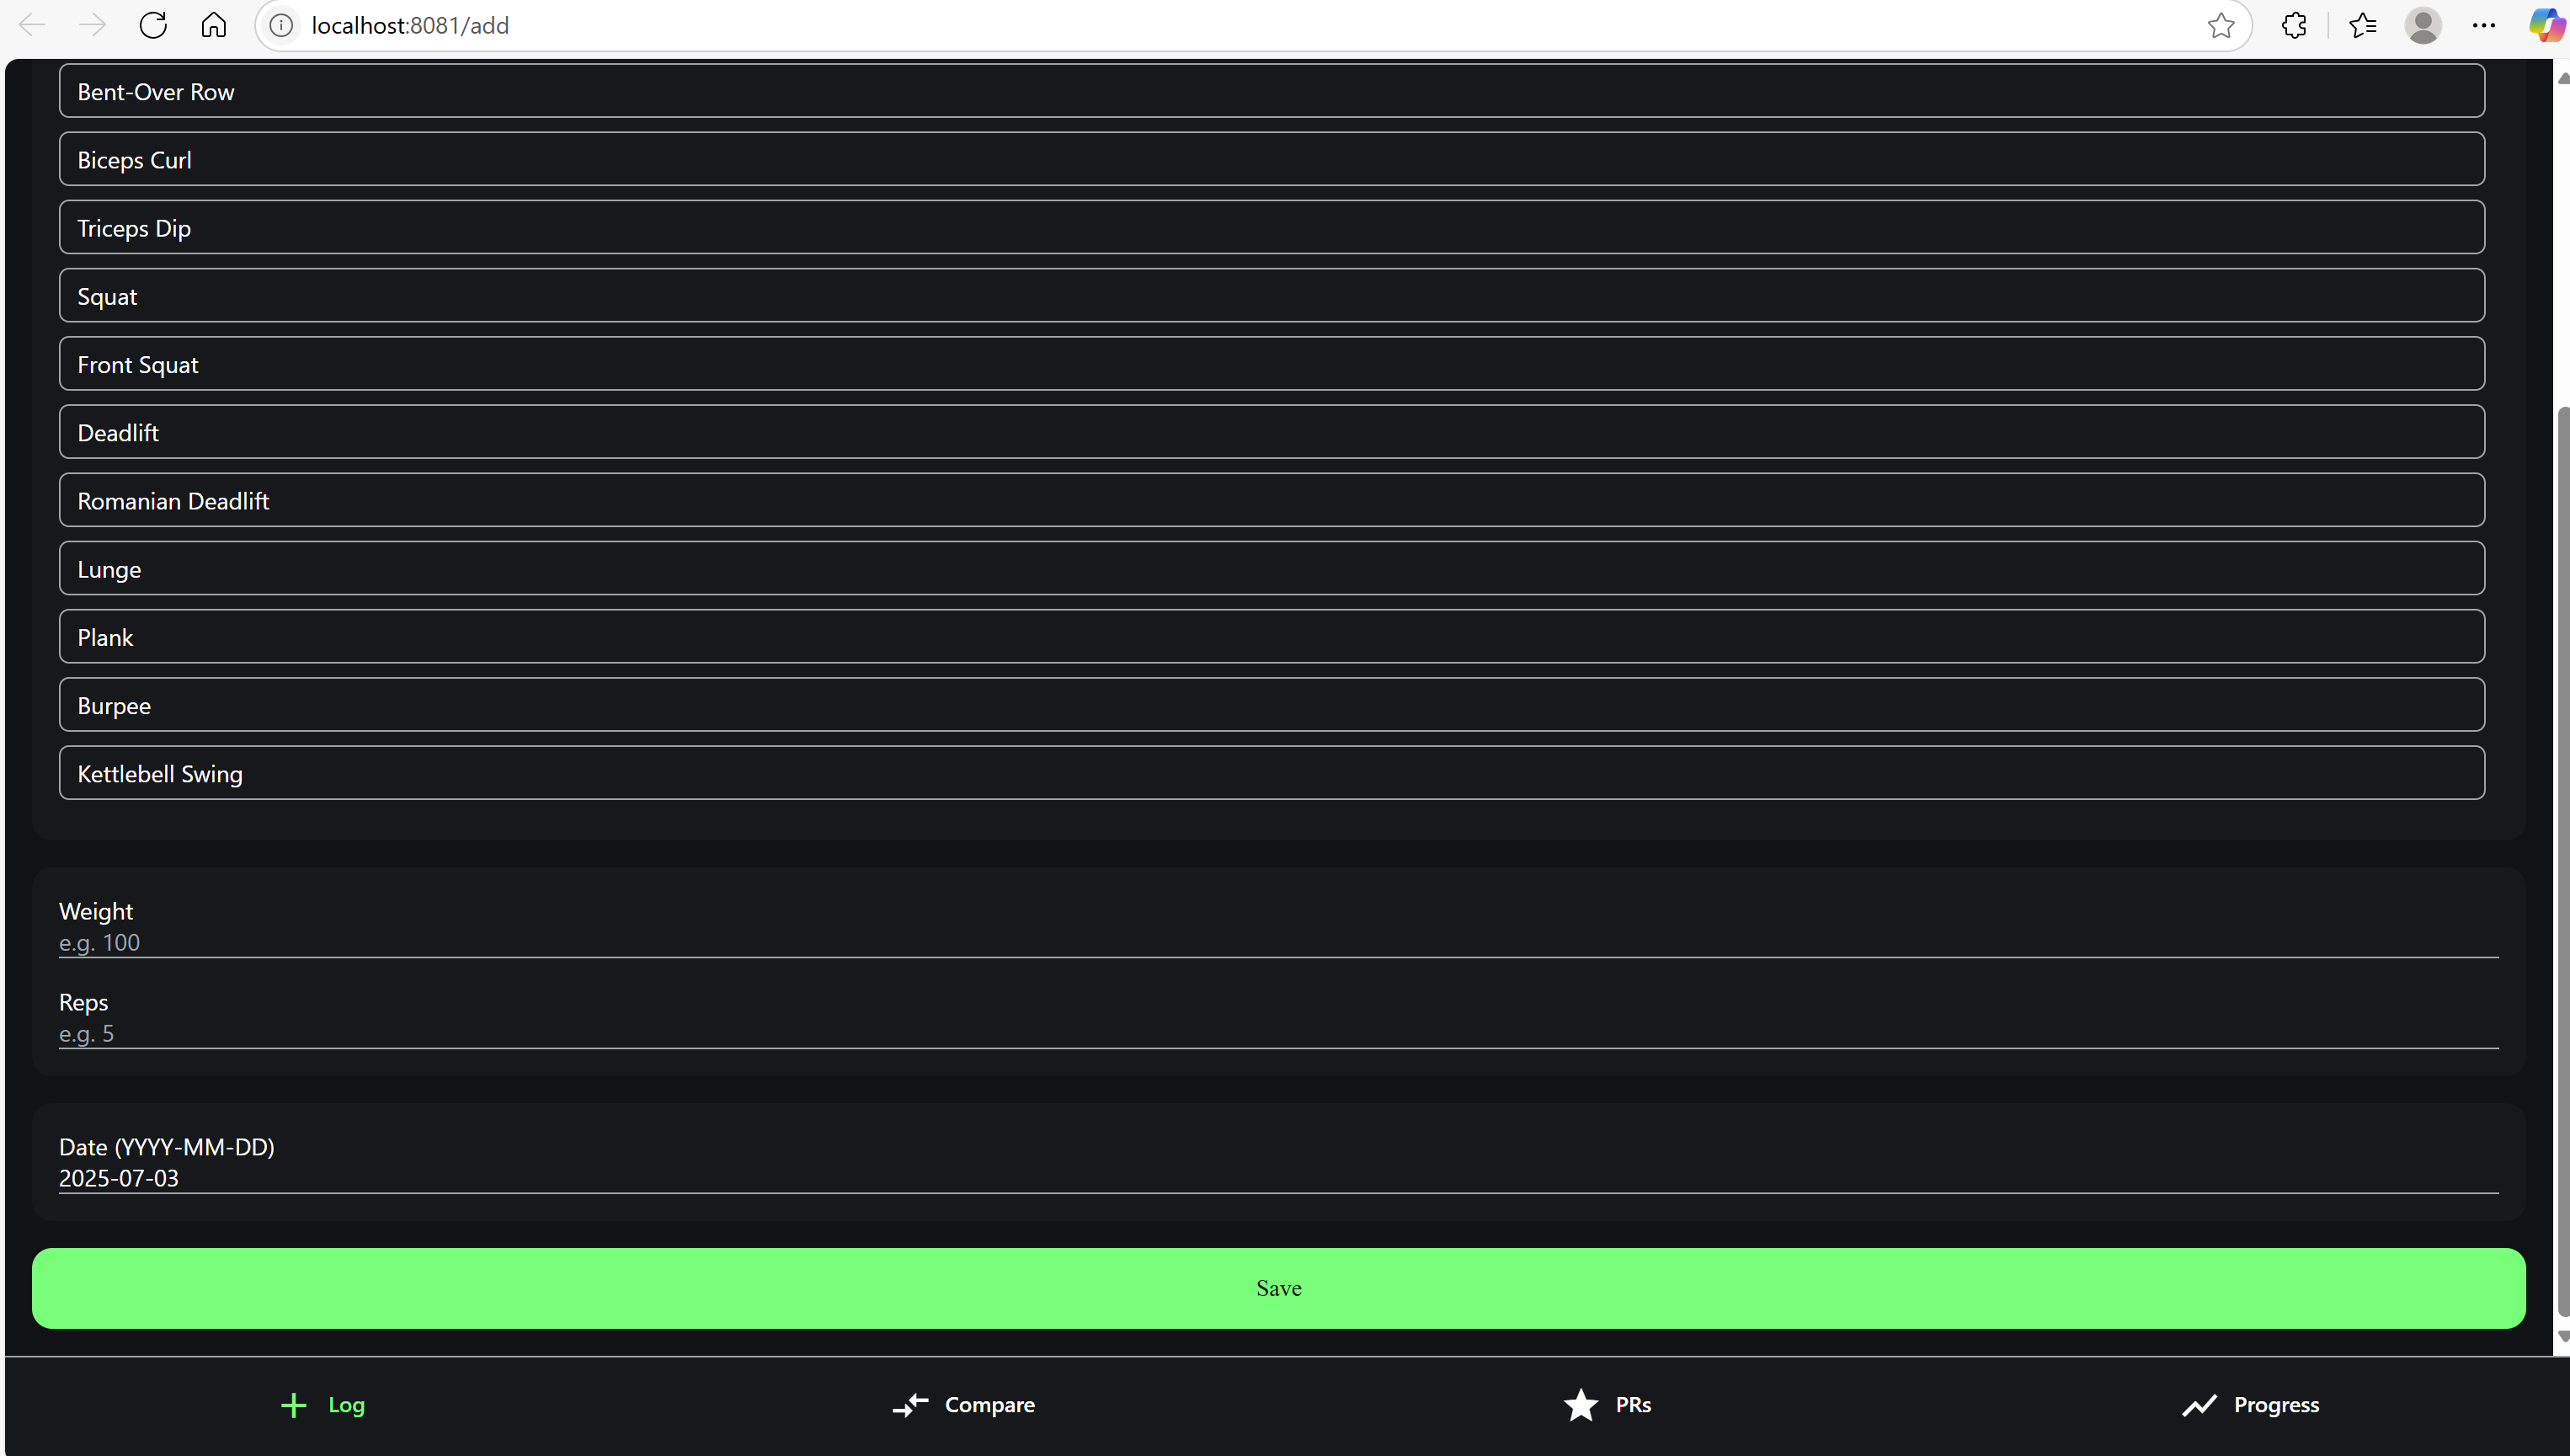 localhost:8081/add
Bent-Over Row
Biceps Curl
Triceps Dip
Squat
Front Squat
Deadlift
Romanian Deadlift
Lunge
Plank
Burpee
Kettlebell Swing
Weight
e.g. 100
Reps
e.g. 5
Date (YYYY-MM-DD)
2025-07-03
Save
Log
Compare
PRs
Progress